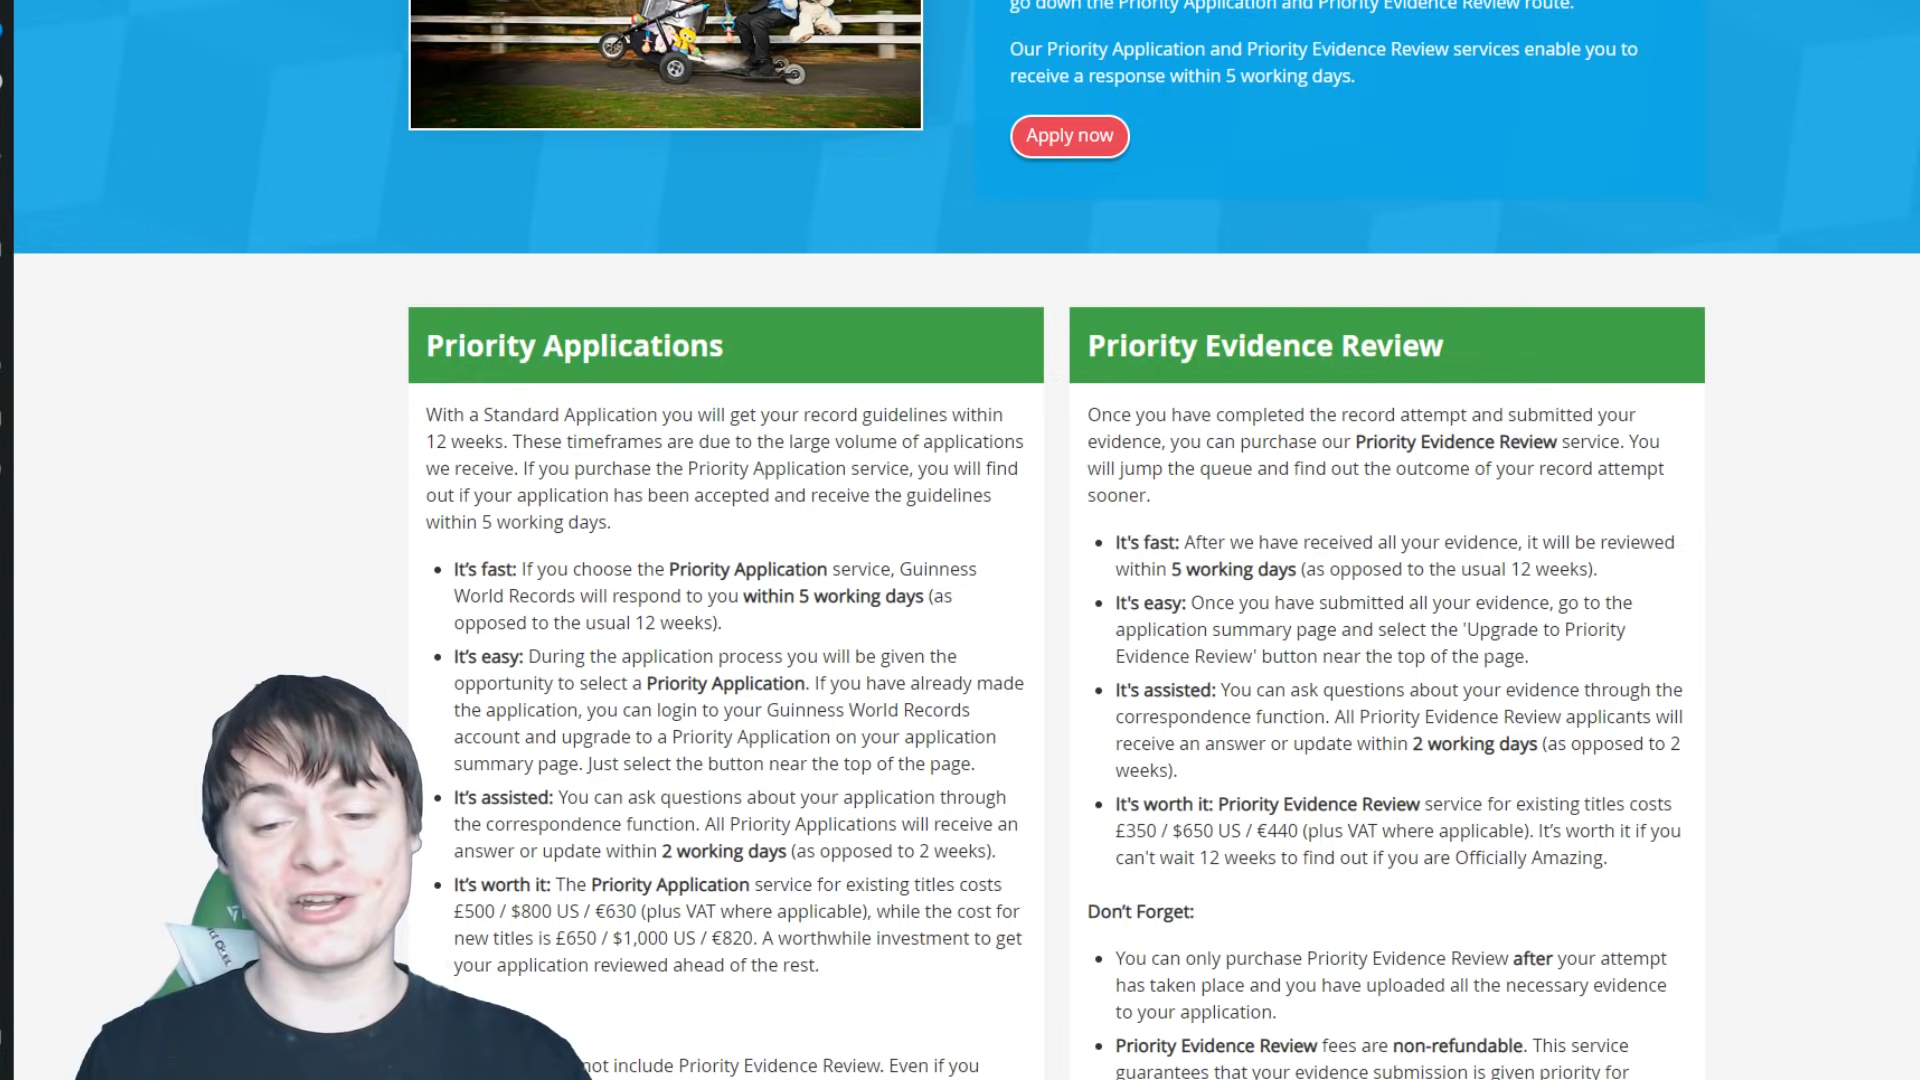 go down the Priority Application and Priority Evidence Review route.
Our Priority Application and Priority Evidence Review services enable you to
receive a response within 5 working days.
Apply now
Priority Applications
With a Standard Application you will get your record guidelines within
12 weeks. These timeframes are due to the large volume of applications
we receive. If you purchase the Priority Application service, you will find
out if your application has been accepted and receive the guidelines
within 5 working days.
• It’s fast: If you choose the Priority Application service, Guinness
World Records will respond to you within 5 working days (as
opposed to the usual 12 weeks).
• It’s easy: During the application process you will be given the
opportunity to select a Priority Application. If you have already made
the application, you can login to your Guinness World Records
account and upgrade to a Priority Application on your application
summary page. Just select the button near the top of the page.
• It’s assisted: You can ask questions about your application through
the correspondence function. All Priority Applications will receive an
answer or update within 2 working days (as opposed to 2 weeks).
• It’s worth it: The Priority Application service for existing titles costs
£500 / $800 US / €630 (plus VAT where applicable), while the cost for
new titles is £650 / $1,000 US / €820. A worthwhile investment to get
your application reviewed ahead of the rest.
not include Priority Evidence Review. Even if you
Priority Evidence Review
Once you have completed the record attempt and submitted your
evidence, you can purchase our Priority Evidence Review service. You
will jump the queue and find out the outcome of your record attempt
sooner.
• It's fast: After we have received all your evidence, it will be reviewed
within 5 working days (as opposed to the usual 12 weeks).
• It's easy: Once you have submitted all your evidence, go to the
application summary page and select the 'Upgrade to Priority
Evidence Review' button near the top of the page.
• It's assisted: You can ask questions about your evidence through the
correspondence function. All Priority Evidence Review applicants will
receive an answer or update within 2 working days (as opposed to 2
weeks).
• It's worth it: Priority Evidence Review service for existing titles costs
£350 / $650 US / €440 (plus VAT where applicable). It’s worth it if you
can't wait 12 weeks to find out if you are Officially Amazing.
Don’t Forget:
• You can only purchase Priority Evidence Review after your attempt
has taken place and you have uploaded all the necessary evidence
to your application.
• Priority Evidence Review fees are non-refundable. This service
guarantees that your evidence submission is given priority for